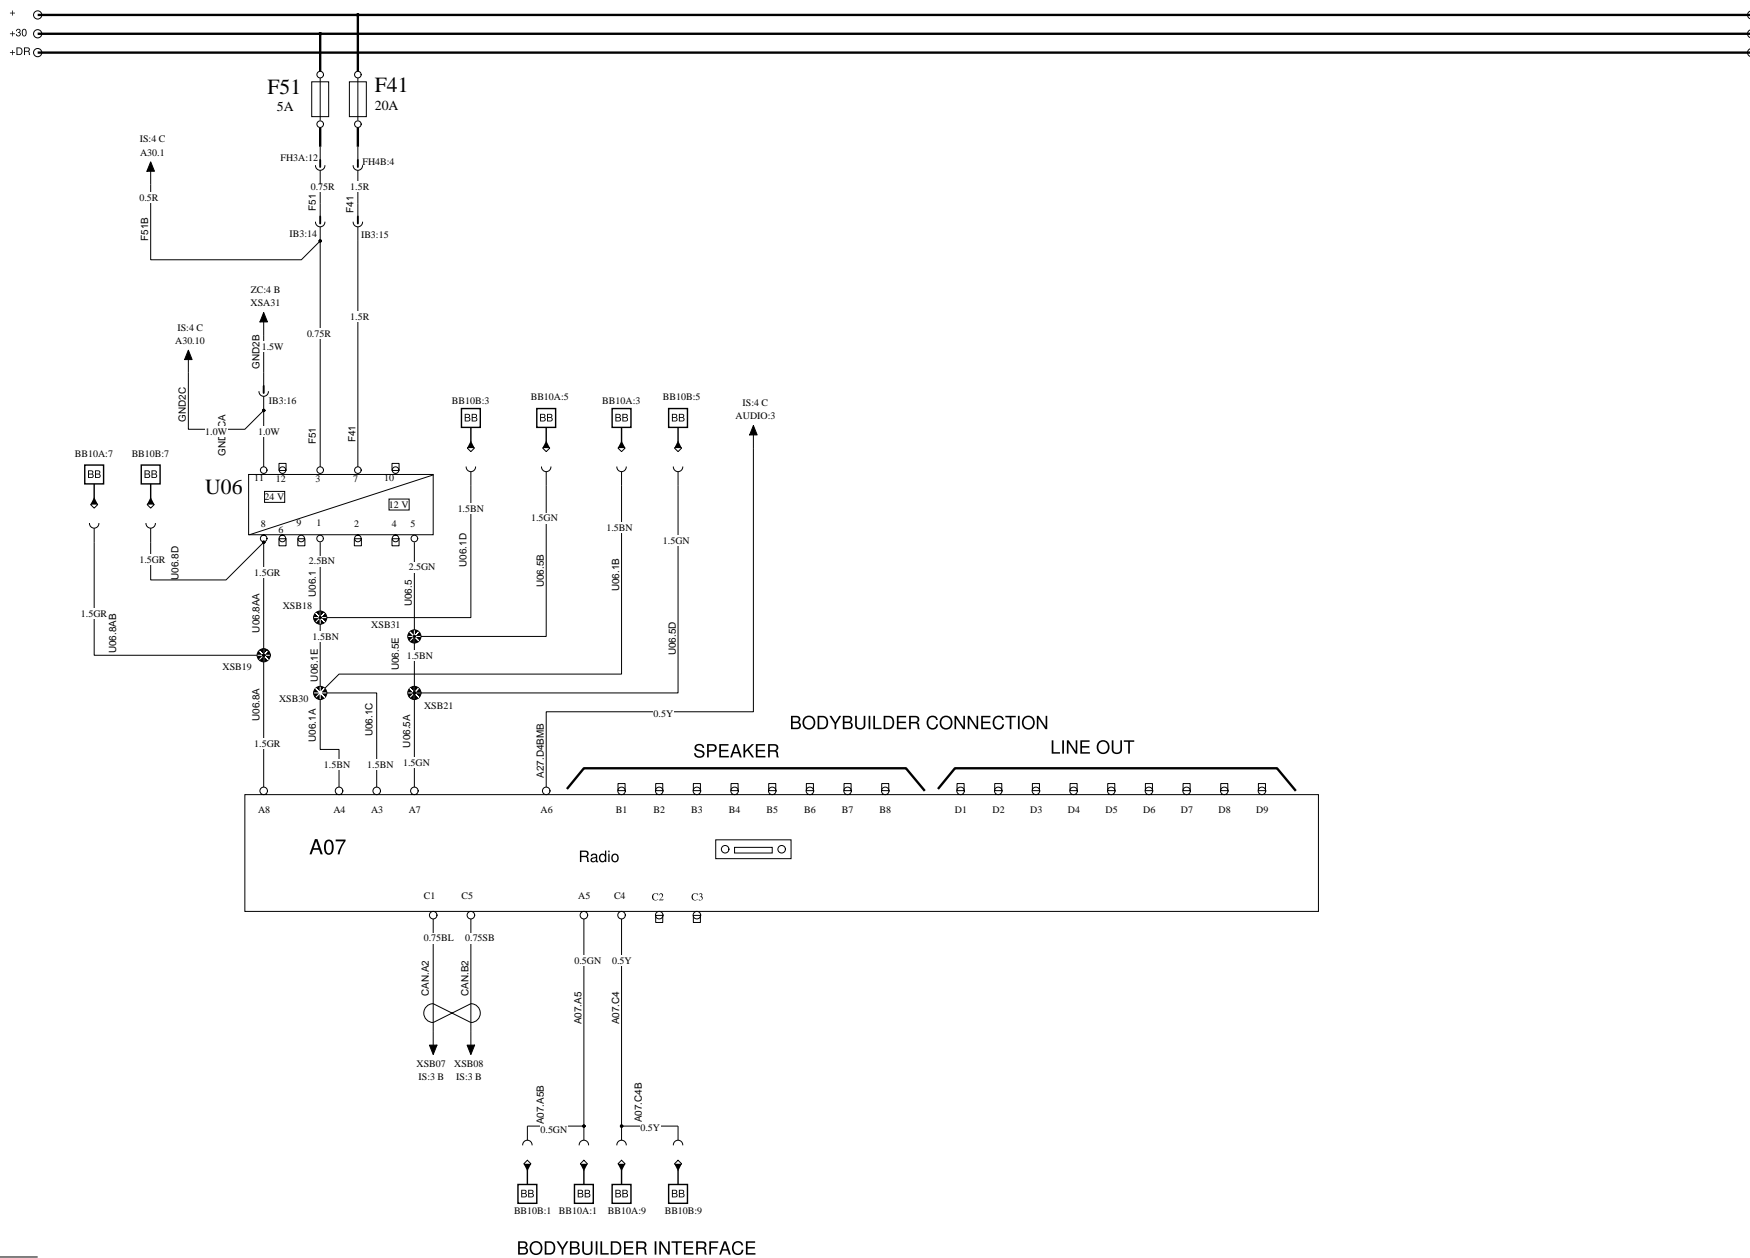 +
+30
+DR
F51
5A
F41
20A
IS:4 C
A30.1
FH3A:12
FH4B:4
0.5R
0.75R
1.5R
F51B
F51
F41
IB3:14
IB3:15
ZC:4 B
XSA31
IS:4 C
A30.10
GND2B
1.5W
0.75R
1.5R
GND2C
IB3:16
1.0W
1.0W
F51
F41
BB10B:3
BB
BB10A:5
BB
BB10A:3
BB
BB10B:5
BB
IS:4 C
AUDIO:3
BB10A:7
BB
BB10B:7
BB
U06
11
12
3
7
10
24 V
12 V
8
6
9
1
2
4
5
1.5BN
1.5GN
1.5BN
1.5GN
U06.1D
U06.5B
U06.1B
U06.5D
1.5GR
U06.8D
1.5GR
2.5BN
2.5GN
U06.1
U06.5
1.5GR
U06.8AB
U06.8AA
XSB18
XSB31
1.5BN
U06.1E
U06.5E
1.5BN
XSB19
XSB30
XSB21
U06.8A
U06.1A
U06.1C
U06.5A
1.5GR
1.5BN
1.5BN
1.5GN
0.5Y
A27.D4BMB
BODYBUILDER CONNECTION
SPEAKER
LINE OUT
A8
A4
A3
A7
A6
B1
B2
B3
B4
B5
B6
B7
B8
D1
D2
D3
D4
D5
D6
D7
D8
D9
A07
Radio
C1
C5
A5
C4
C2
C3
0.75BL
0.75SB
0.5GN
0.5Y
CAN.A2
CAN.B2
A07.A5
A07.C4
XSB07
IS:3 B
XSB08
IS:3 B
A07.A5B
0.5GN
A07.C4B
0.5Y
BB
BB
BB
BB
BB10B:1
BB10A:1
BB10A:9
BB10B:9
BODYBUILDER INTERFACE